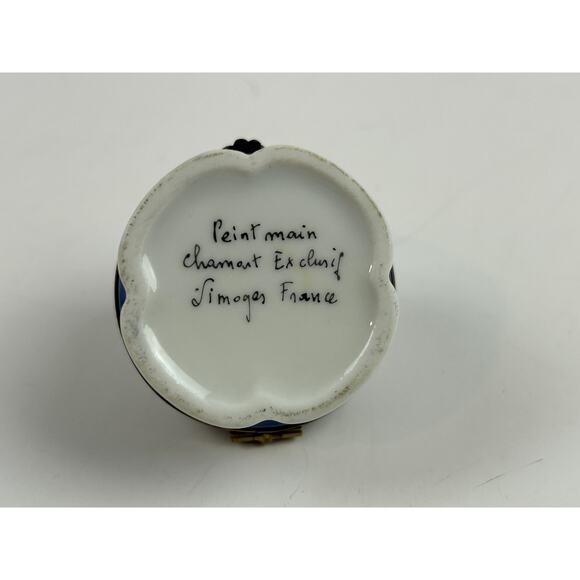 Peint main
Chamart Exclusif
Limoges France